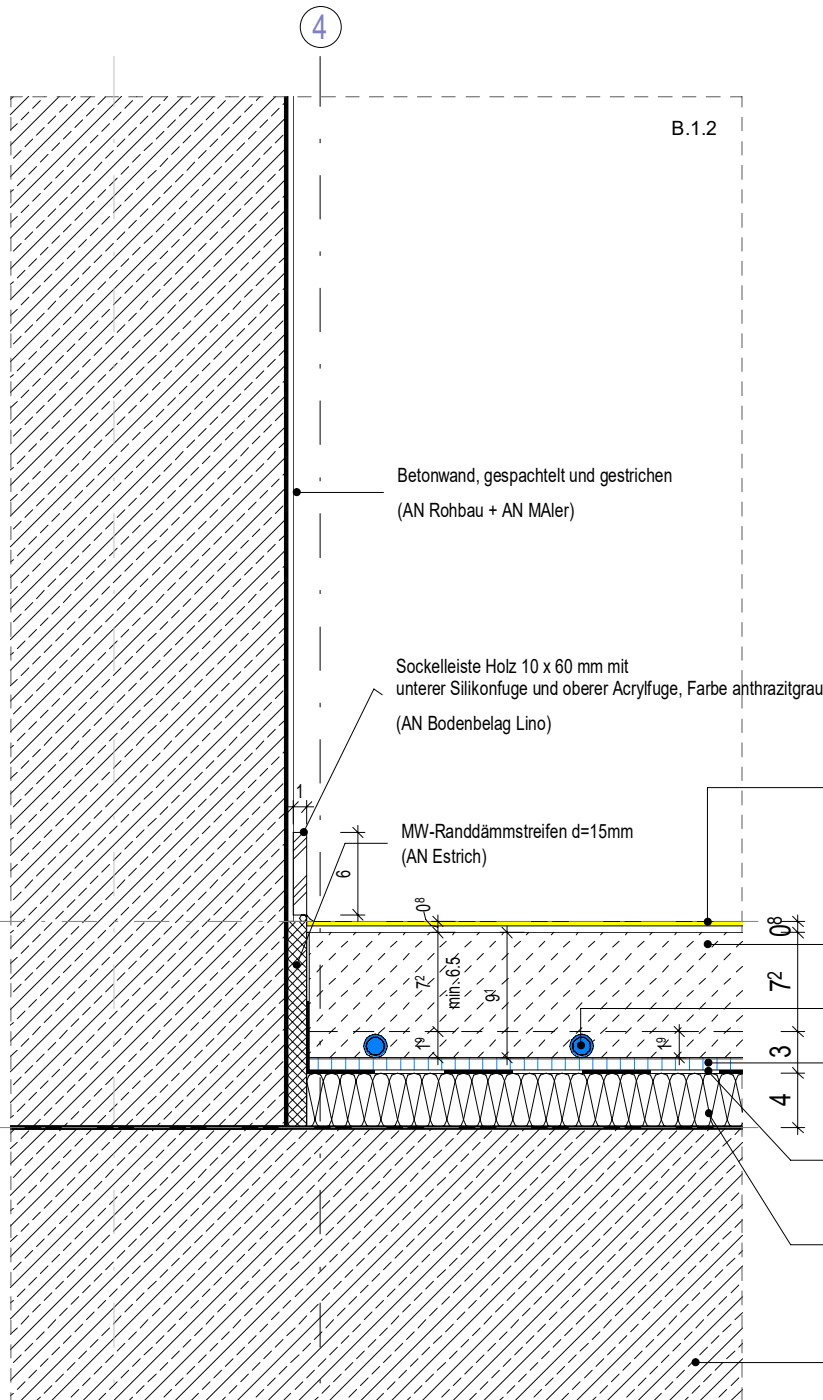 4
B.1.2
Betonwand, gespachtelt und gestrichen
(AN Rohbau + AN MAler)
Sockelleiste Holz 10 x 60 mm mit
unterer Silikonfuge und oberer Acrylfuge, Farbe anthrazitgrau
(AN Bodenbelag Lino)
1
MW-Randdämmstreifen d=15mm
(AN Estrich)
6
0⁸
0⁸
7²
min. 6.5
9¹
7²
1⁹
1⁹
3
4